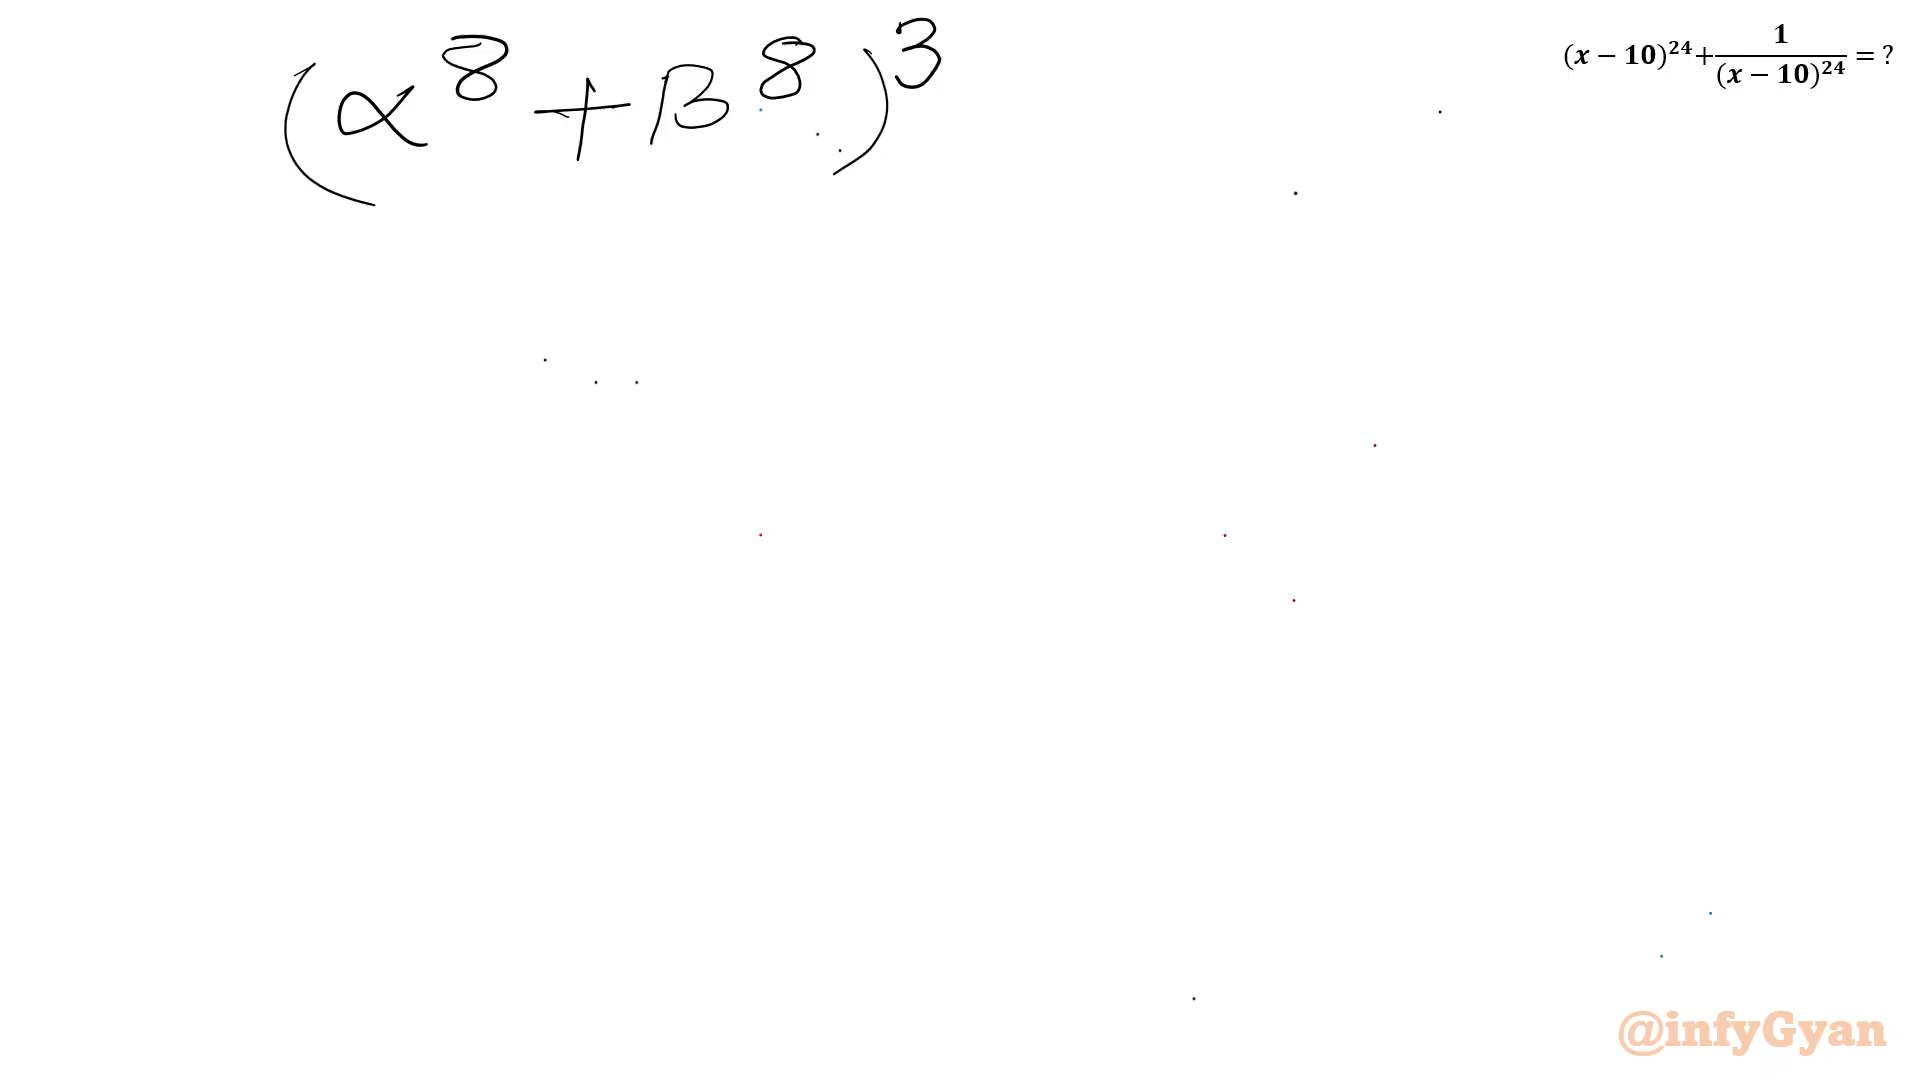 (α⁸ + β⁸)³
(x − 10)²⁴ + 1/(x − 10)²⁴ = ?
@infyGyan